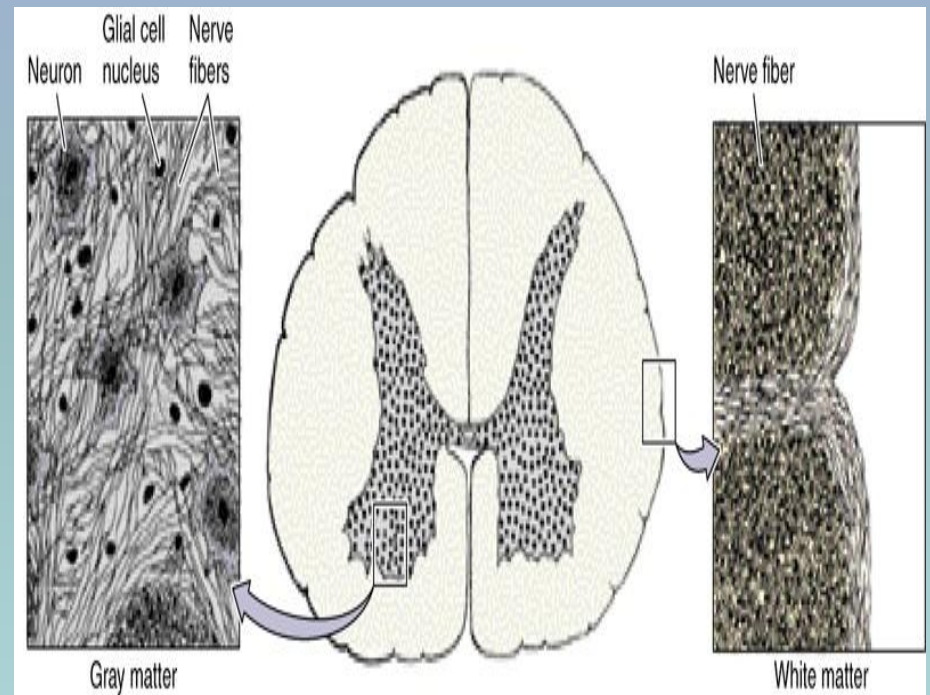 Neuron
Glial cell
nucleus
Nerve
fibers
Nerve fiber
Gray matter
White matter